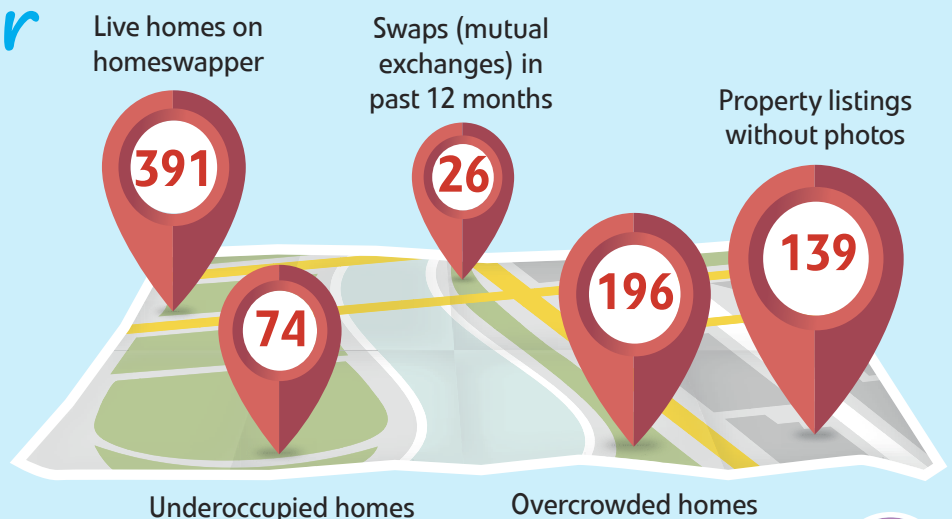 r
Live homes on
homeswapper
391
Swaps (mutual
exchanges) in
past 12 months
26
Property listings
without photos
139
74
Underoccupied homes
196
Overcrowded homes